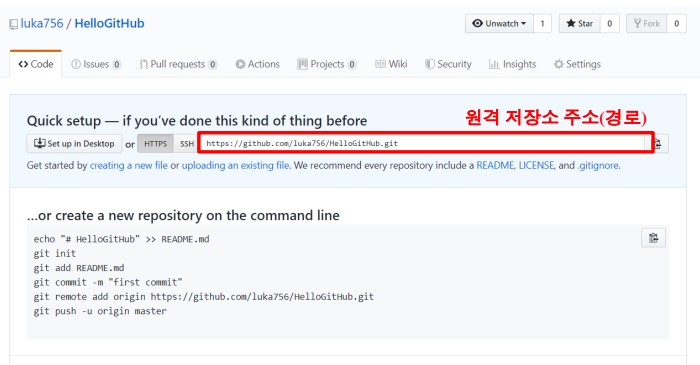 luka756 / HelloGitHub
Unwatch 1 Star 0 Fork 0
Code Issues 0 Pull requests 0 Actions Projects 0 Wiki Security Insights Settings
Quick setup — if you've done this kind of thing before
원격 저장소 주소(경로)
Set up in Desktop or HTTPS SSH https://github.com/luka756/HelloGitHub.git
Get started by creating a new file or uploading an existing file. We recommend every repository include a README, LICENSE, and .gitignore.
...or create a new repository on the command line
echo "# HelloGitHub" >> README.md
git init
git add README.md
git commit -m "first commit"
git remote add origin https://github.com/luka756/HelloGitHub.git
git push -u origin master